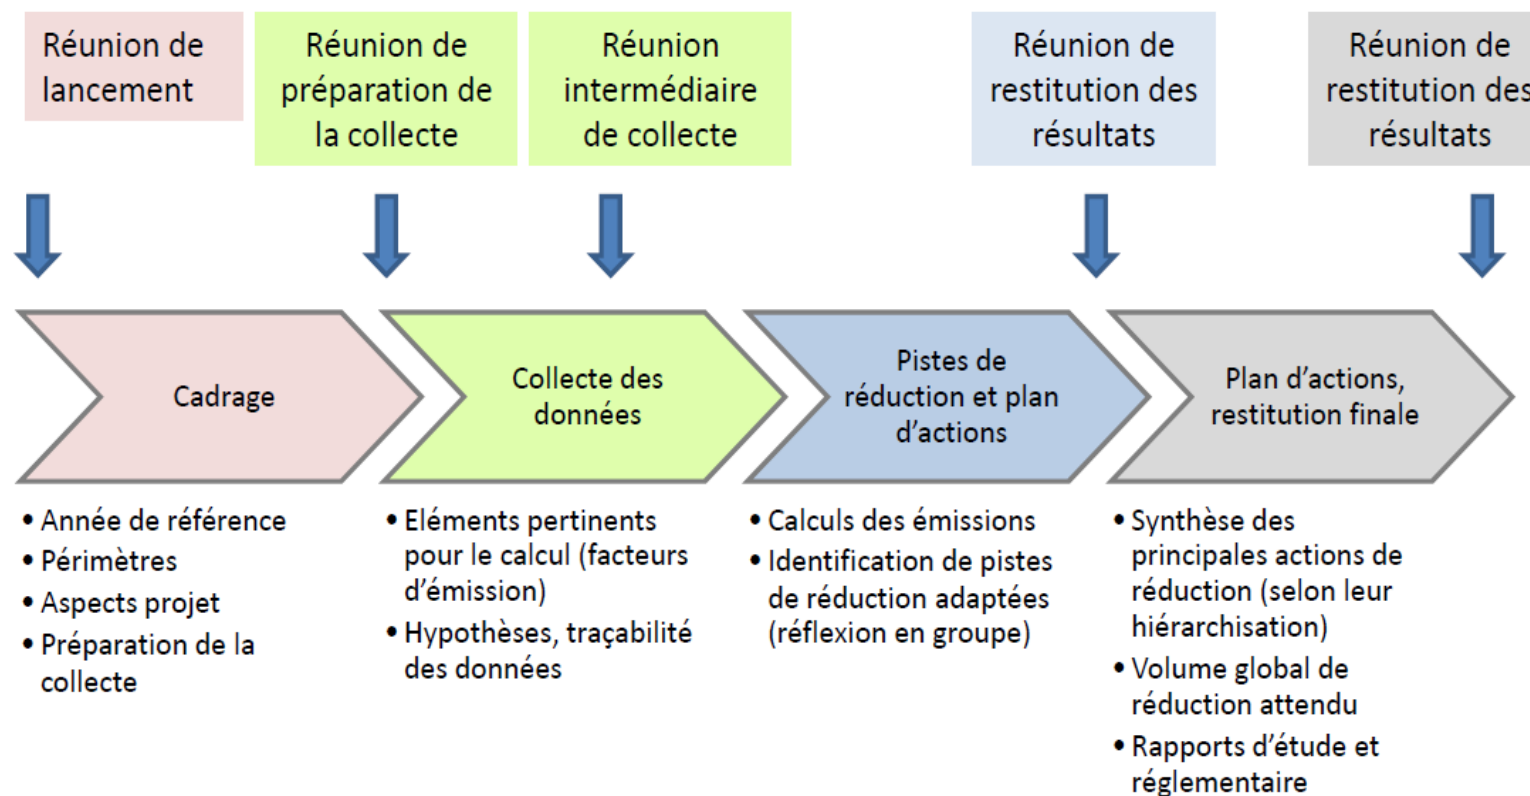 Réunion de
lancement
Réunion de
préparation de
la collecte
Réunion
intermédiaire
de collecte
Réunion de
restitution des
résultats
Réunion de
restitution des
résultats
Cadrage
Collecte des
données
Pistes de
réduction et plan
d’actions
Plan d’actions,
restitution finale
• Année de référence
• Périmètres
• Aspects projet
• Préparation de la
collecte
• Eléments pertinents
pour le calcul (facteurs
d’émission)
• Hypothèses, traçabilité
des données
• Calculs des émissions
• Identification de pistes
de réduction adaptées
(réflexion en groupe)
• Synthèse des
principales actions de
réduction (selon leur
hiérarchisation)
• Volume global de
réduction attendu
• Rapports d’étude et
réglementaire